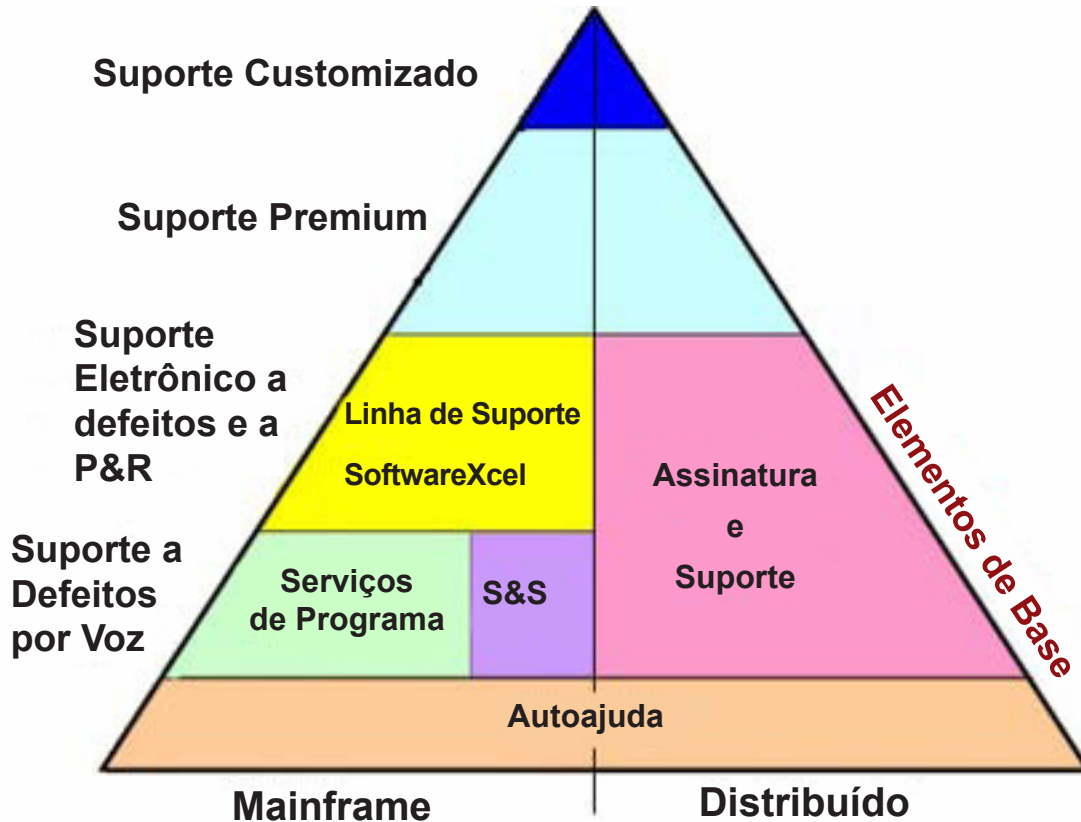 Suporte Customizado
Suporte Premium
Suporte
Eletrônico a
defeitos e a
P&R
Linha de Suporte
SoftwareXcel
Assinatura
e
Suporte
Elementos de Base
Suporte a
Defeitos
por Voz
Serviços
de Programa
S&S
Autoajuda
Mainframe
Distribuído